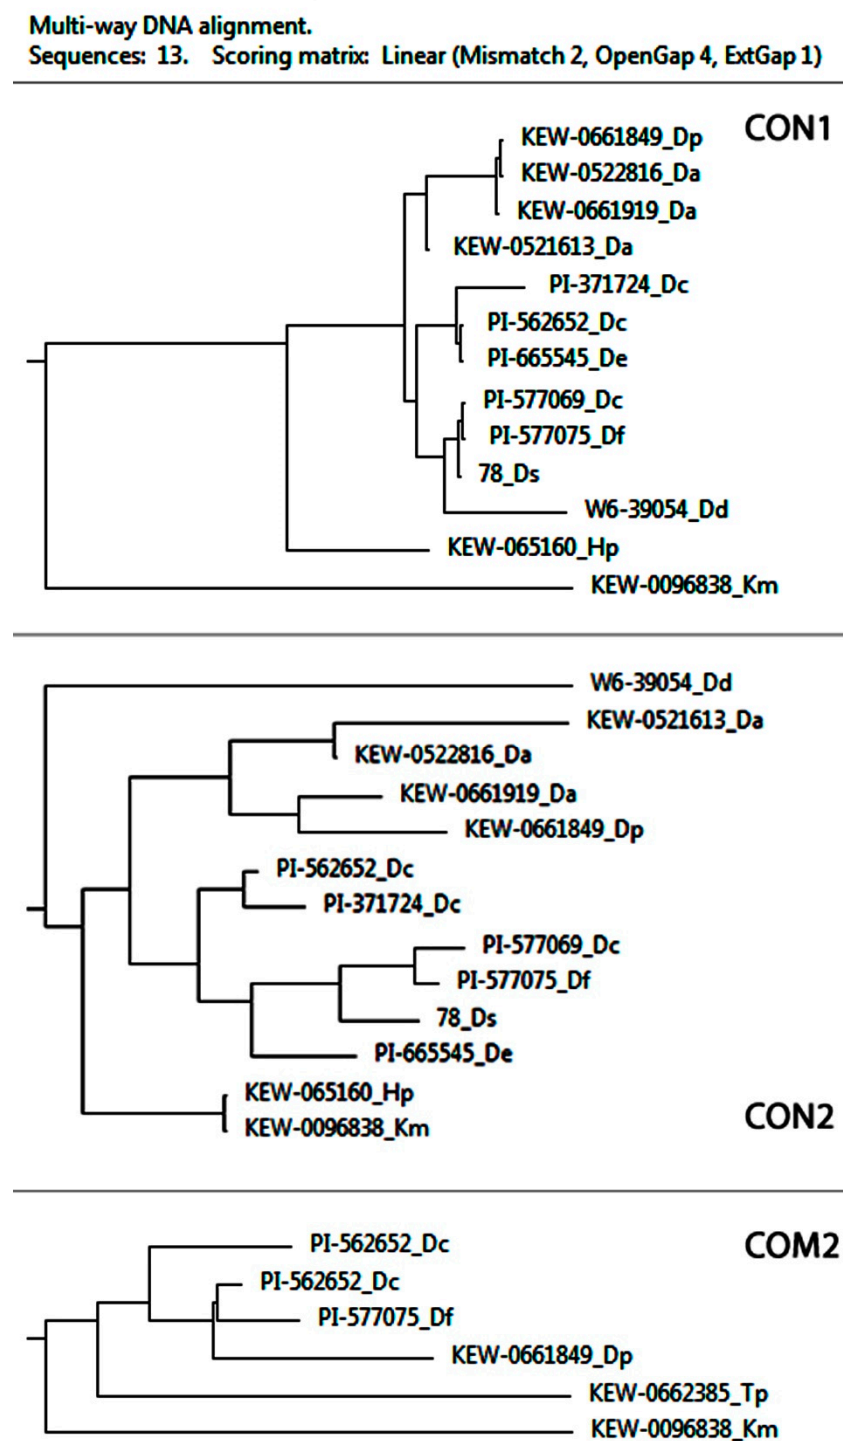 Multi-way DNA alignment.
Sequences: 13. Scoring matrix: Linear (Mismatch 2, OpenGap 4, ExtGap 1)
CON1
KEW-0661849_Dp
KEW-0522816_Da
KEW-0661919_Da
KEW-0521613_Da
PI-371724_Dc
PI-562652_Dc
PI-665545_De
PI-577069_Dc
PI-577075_Df
78_Ds
W6-39054_Dd
KEW-065160_Hp
KEW-0096838_Km
W6-39054_Dd
KEW-0521613_Da
KEW-0522816_Da
KEW-0661919_Da
KEW-0661849_Dp
PI-562652_Dc
PI-371724_Dc
PI-577069_Dc
PI-577075_Df
78_Ds
PI-665545_De
KEW-065160_Hp
KEW-0096838_Km
CON2
COM2
PI-562652_Dc
PI-562652_Dc
PI-577075_Df
KEW-0661849_Dp
KEW-0662385_Tp
KEW-0096838_Km